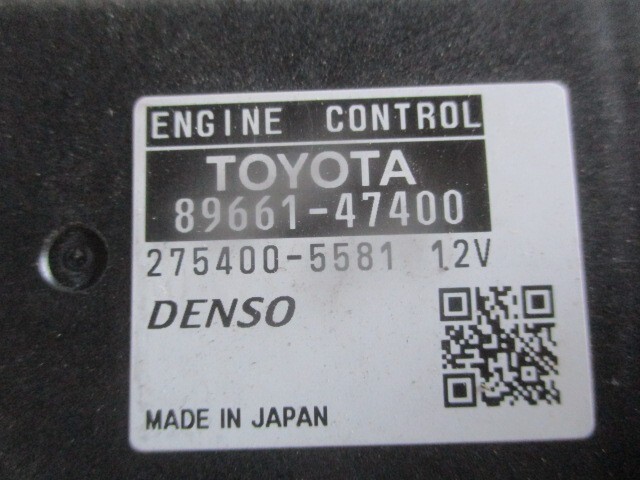 ENGINE CONTROL
TOYOTA
89661-47400
275400-5581 12V
DENSO
MADE IN JAPAN